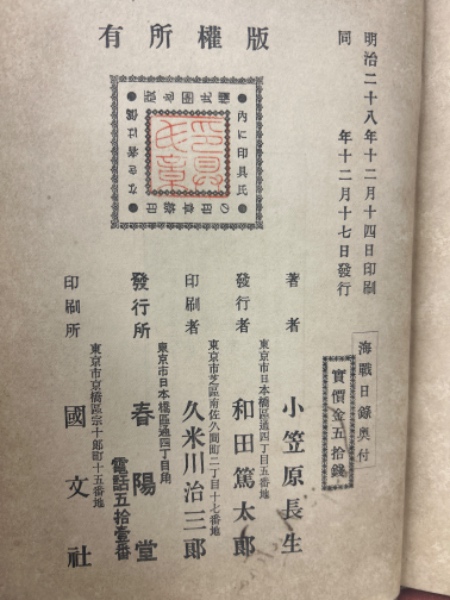 明治二十八年十二月十四日印刷
同　　　年十二月十七日發行
版權所有
海戰日錄奧付
實價金五拾錢
著者　小笠原長生
東京市日本橋區通四丁目五番地
發行者　和田篤太郎
東京市芝區南佐久間町二丁目十七番地
印刷者　久米川治三郎
東京市日本橋區通四丁目角
發行所　春陽堂
電話五拾壹番
東京市京橋區宗十郎町十五番地
印刷所　國文社